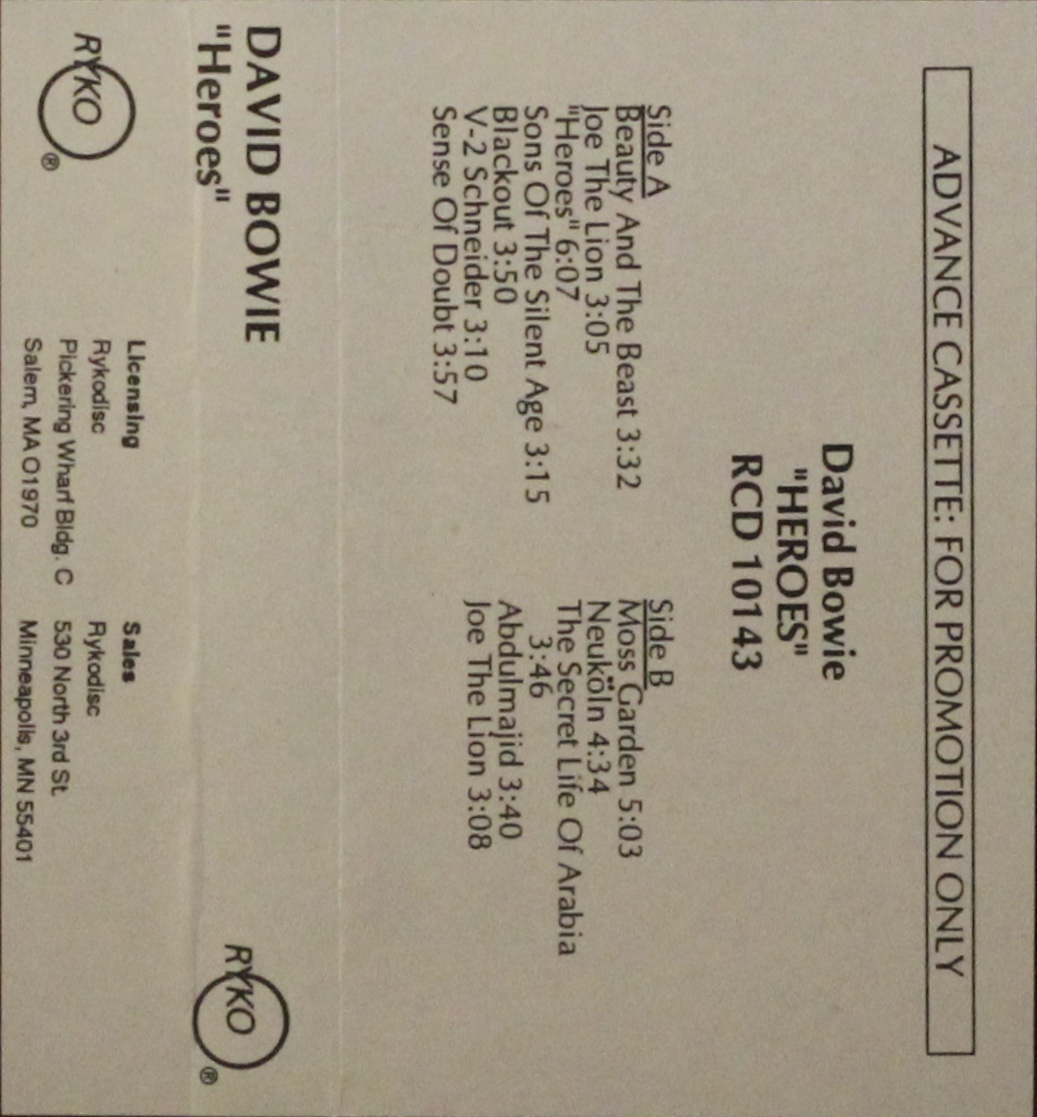 ADVANCE CASSETTE: FOR PROMOTION ONLY
David Bowie
"HEROES"
RCD 10143
Side A
Beauty And The Beast 3:32
Joe The Lion 3:05
"Heroes" 6:07
Sons Of The Silent Age 3:15
Blackout 3:50
V-2 Schneider 3:10
Sense Of Doubt 3:57
Side B
Moss Garden 5:03
Neuköln 4:34
The Secret Life Of Arabia
3:46
Abdulmajid 3:40
Joe The Lion 3:08
DAVID BOWIE
"Heroes"
RYKO ®
RYKO ®
Licensing
Rykodisc
Pickering Wharf Bldg. C
Salem, MA 01970
Sales
Rykodisc
530 North 3rd St.
Minneapolis, MN 55401